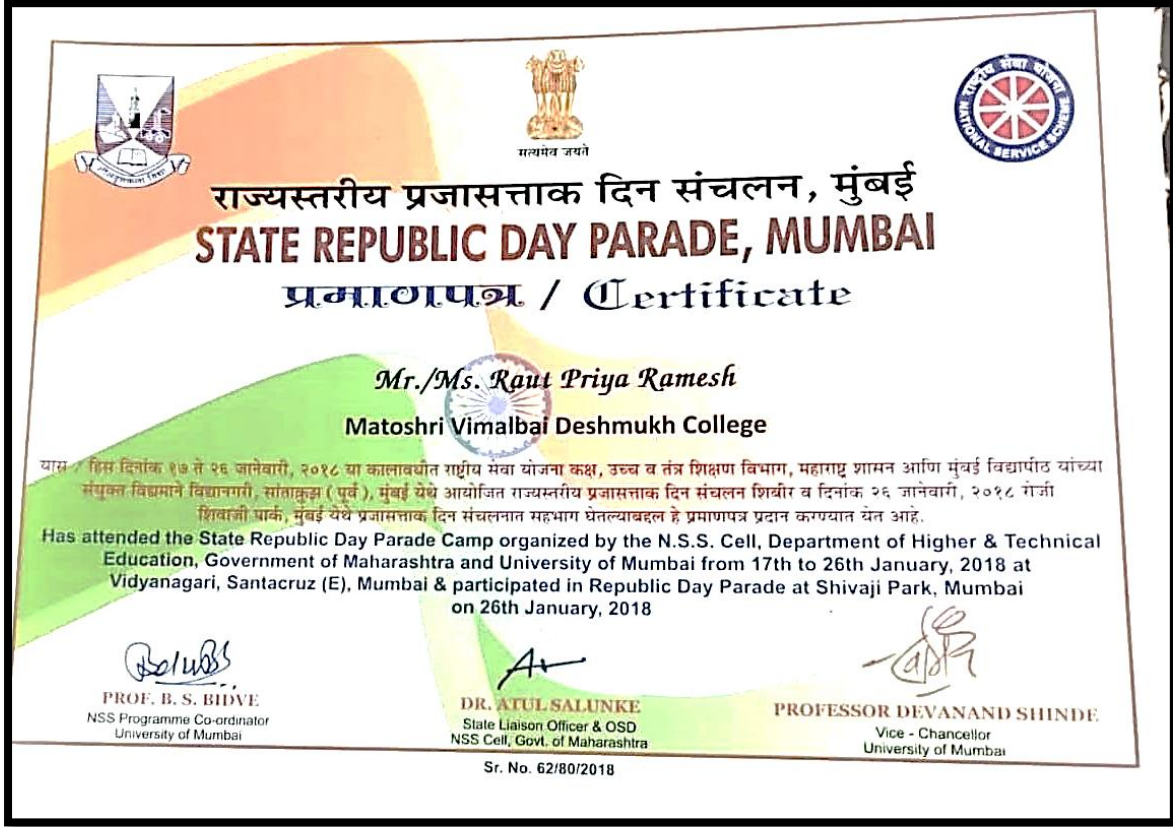 सत्यमेव जयते
राष्ट्रीय सेवा योजना
NATIONAL SERVICE SCHEME
राज्यस्तरीय प्रजासत्ताक दिन संचलन, मुंबई
STATE REPUBLIC DAY PARADE, MUMBAI
प्रमाणपत्र / Certificate
Mr./Ms. Raut Priya Ramesh
Matoshri Vimalbai Deshmukh College
यास / हिस दिनांक १७ ते २६ जानेवारी, २०१८ या कालावधीत राष्ट्रीय सेवा योजना कक्ष, उच्च व तंत्र शिक्षण विभाग, महाराष्ट्र शासन आणि मुंबई विद्यापीठ यांच्या
संयुक्त विद्यमाने विद्यानगरी, सांताक्रुझ ( पूर्व ), मुंबई येथे आयोजित राज्यस्तरीय प्रजासत्ताक दिन संचलन शिबीर व दिनांक २६ जानेवारी, २०१८ रोजी
शिवाजी पार्क, मुंबई येथे प्रजासत्ताक दिन संचलनात सहभाग घेतल्याबद्दल हे प्रमाणपत्र प्रदान करण्यात येत आहे.
Has attended the State Republic Day Parade Camp organized by the N.S.S. Cell, Department of Higher & Technical
Education, Government of Maharashtra and University of Mumbai from 17th to 26th January, 2018 at
Vidyanagari, Santacruz (E), Mumbai & participated in Republic Day Parade at Shivaji Park, Mumbai
on 26th January, 2018
PROF. B. S. BIDVE
NSS Programme Co-ordinator
University of Mumbai
DR. ATUL SALUNKE
State Liaison Officer & OSD
NSS Cell, Govt. of Maharashtra
PROFESSOR DEVANAND SHINDE
Vice - Chancellor
University of Mumbai
Sr. No. 62/80/2018